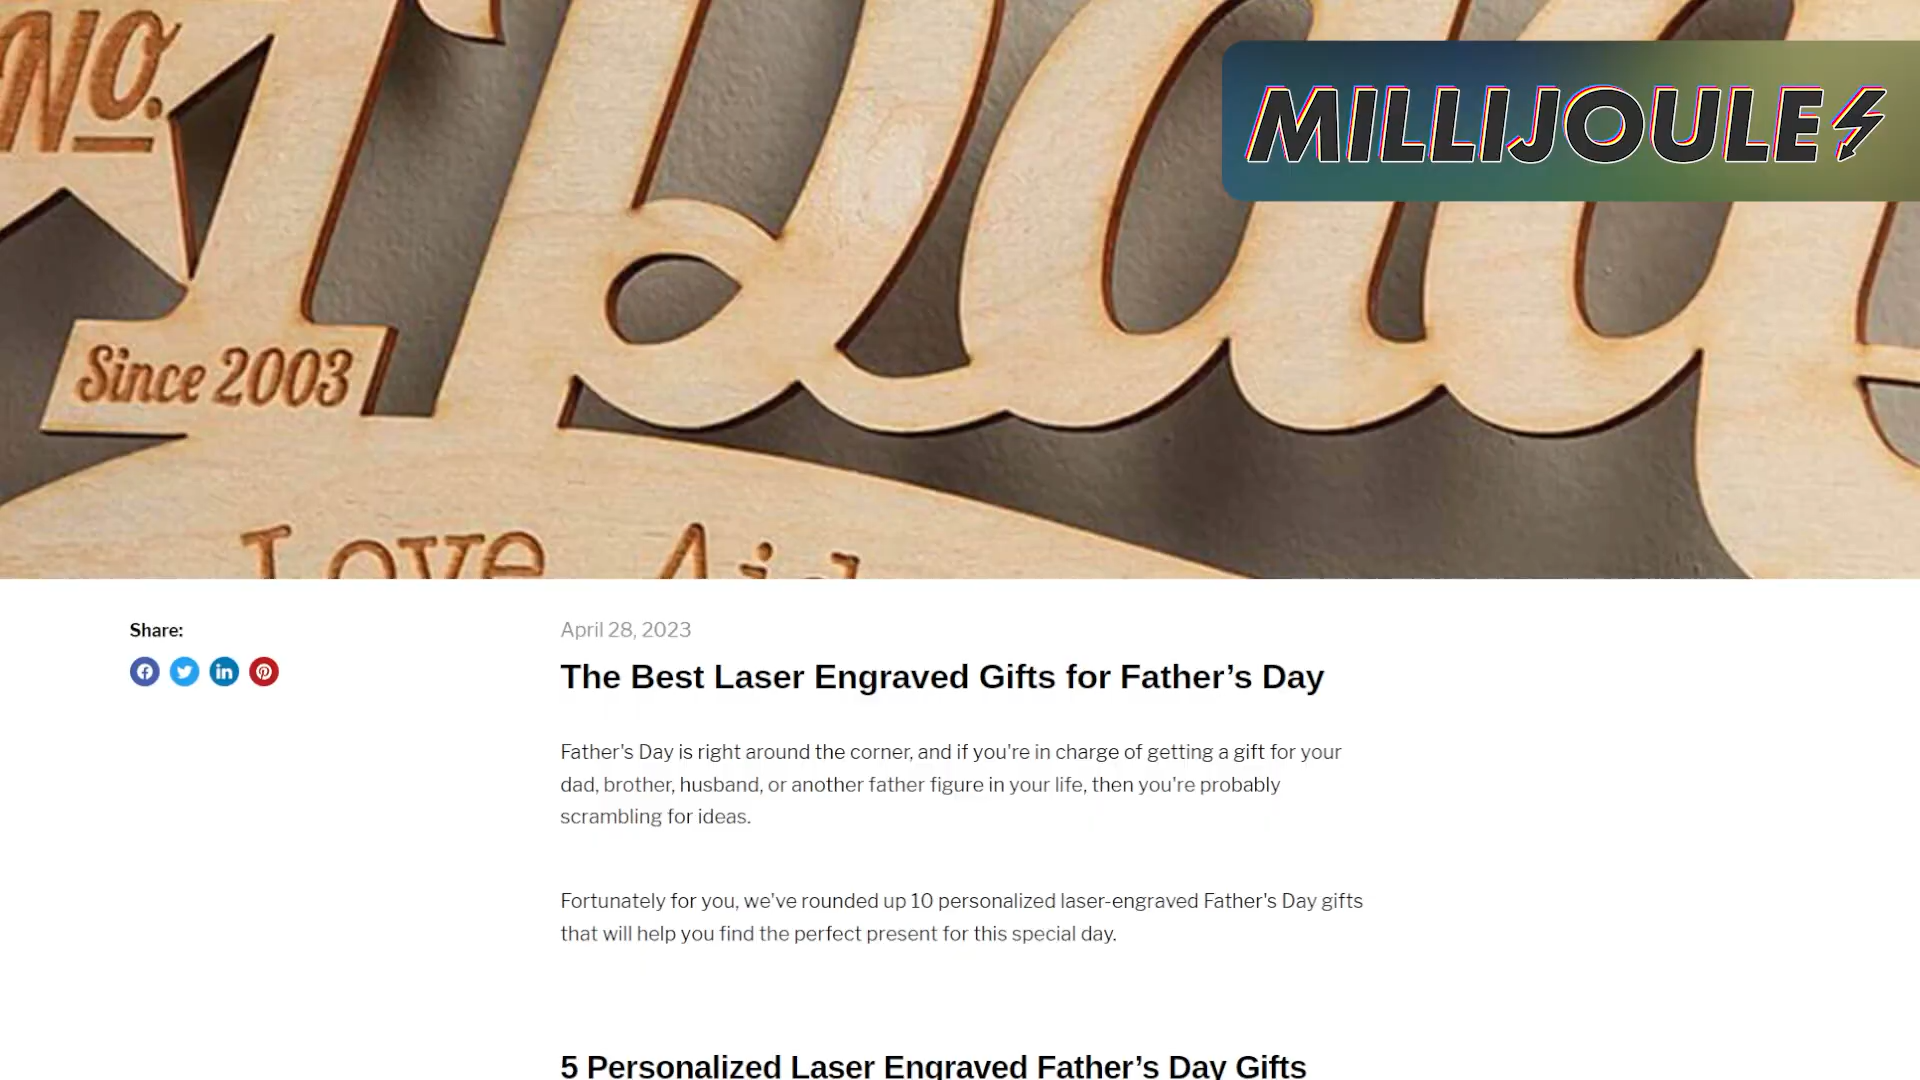 NO.
MILLIJOULE
Since 2003
Love, Aid
Share:
April 28, 2023
The Best Laser Engraved Gifts for Father’s Day
Father's Day is right around the corner, and if you're in charge of getting a gift for your
dad, brother, husband, or another father figure in your life, then you're probably
scrambling for ideas.
Fortunately for you, we've rounded up 10 personalized laser-engraved Father's Day gifts
that will help you find the perfect present for this special day.
5 Personalized Laser Engraved Father’s Day Gifts